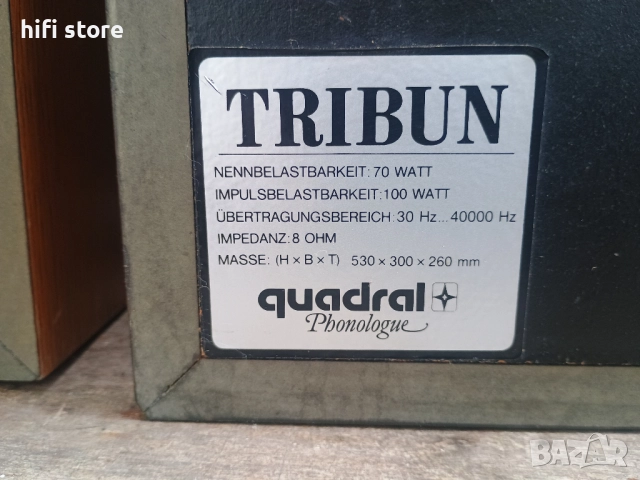 hifi store
TRIBUN
NENNBELASTBARKEIT: 70 WATT
IMPULSBELASTBARKEIT: 100 WATT
ÜBERTRAGUNGSBEREICH: 30 Hz...40000 Hz
IMPEDANZ: 8 OHM
MASSE: (H × B × T) 530 × 300 × 260 mm
quadral
Phonologue
BAZAR